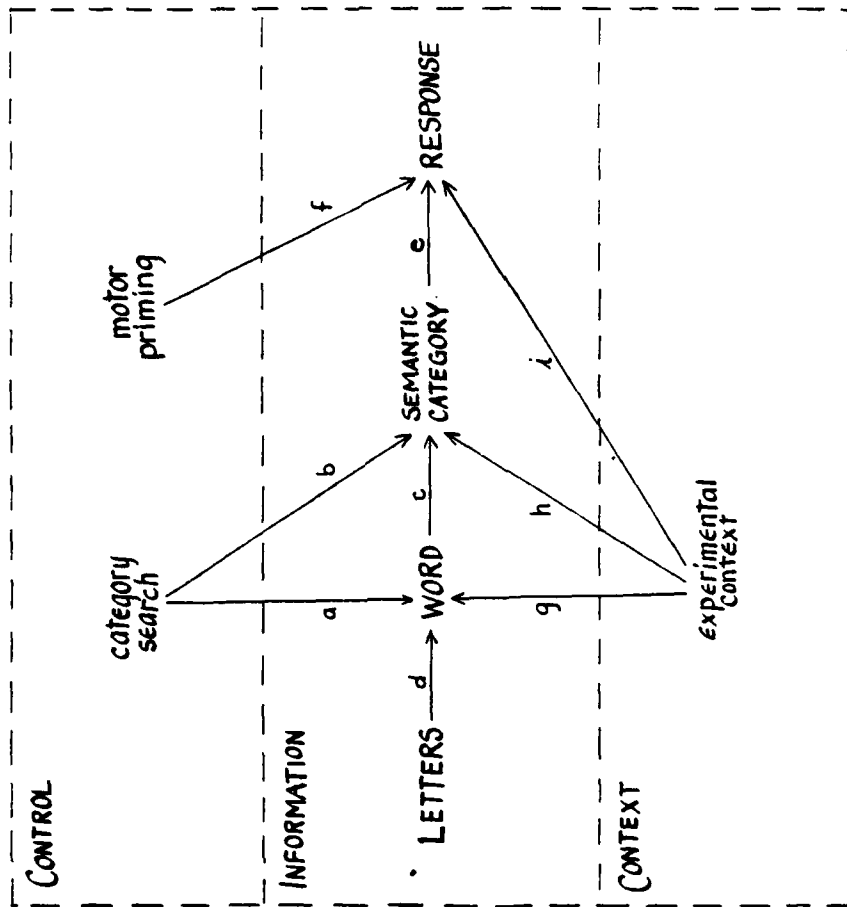 CONTROL
category
search
motor
priming
a
b
f
INFORMATION
LETTERS
d
WORD
c
SEMANTIC
CATEGORY
e
RESPONSE
g
h
i
CONTEXT
experimental
context